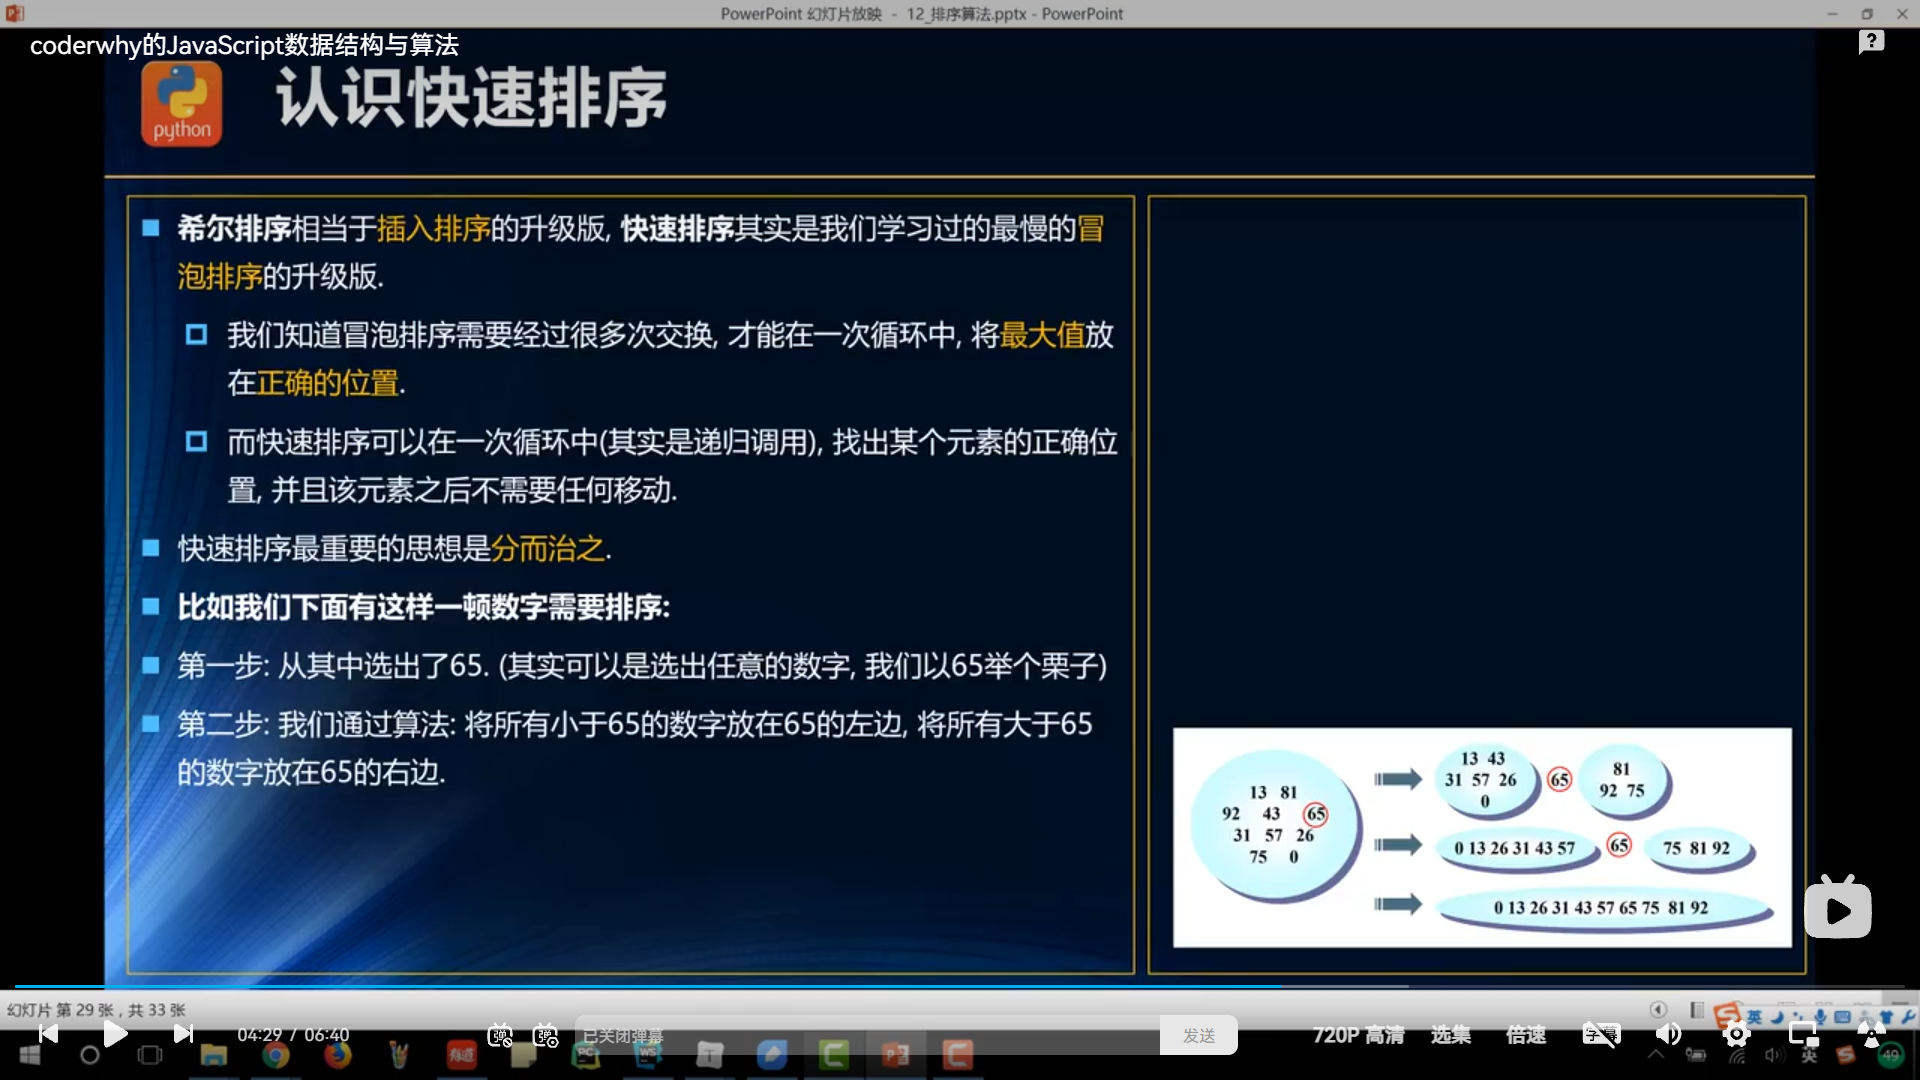 PowerPoint 幻灯片放映 - 12_排序算法.pptx - PowerPoint
coderwhy的JavaScript数据结构与算法
python
认识快速排序
希尔排序相当于插入排序的升级版, 快速排序其实是我们学习过的最慢的冒
泡排序的升级版.
我们知道冒泡排序需要经过很多次交换, 才能在一次循环中, 将最大值放
在正确的位置.
而快速排序可以在一次循环中(其实是递归调用), 找出某个元素的正确位
置, 并且该元素之后不需要任何移动.
快速排序最重要的思想是分而治之.
比如我们下面有这样一顿数字需要排序:
第一步: 从其中选出了65. (其实可以是选出任意的数字, 我们以65举个栗子)
第二步: 我们通过算法: 将所有小于65的数字放在65的左边, 将所有大于65
的数字放在65的右边.
13 81
92 43 65
31 57 26
75 0
13 43
31 57 26
0
65
81
92 75
0 13 26 31 43 57
65
75 81 92
0 13 26 31 43 57 65 75 81 92
幻灯片 第 29 张，共 33 张
英
04:29 / 06:40
弹
弹
已关闭弹幕
发送
720P 高清
选集
倍速
字幕
有道
PC
WS
T
英
49